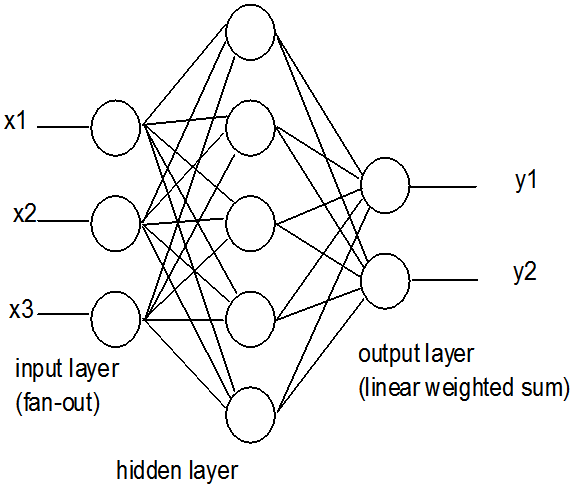 x1
x2
x3
y1
y2
input layer
(fan-out)
hidden layer
output layer
(linear weighted sum)